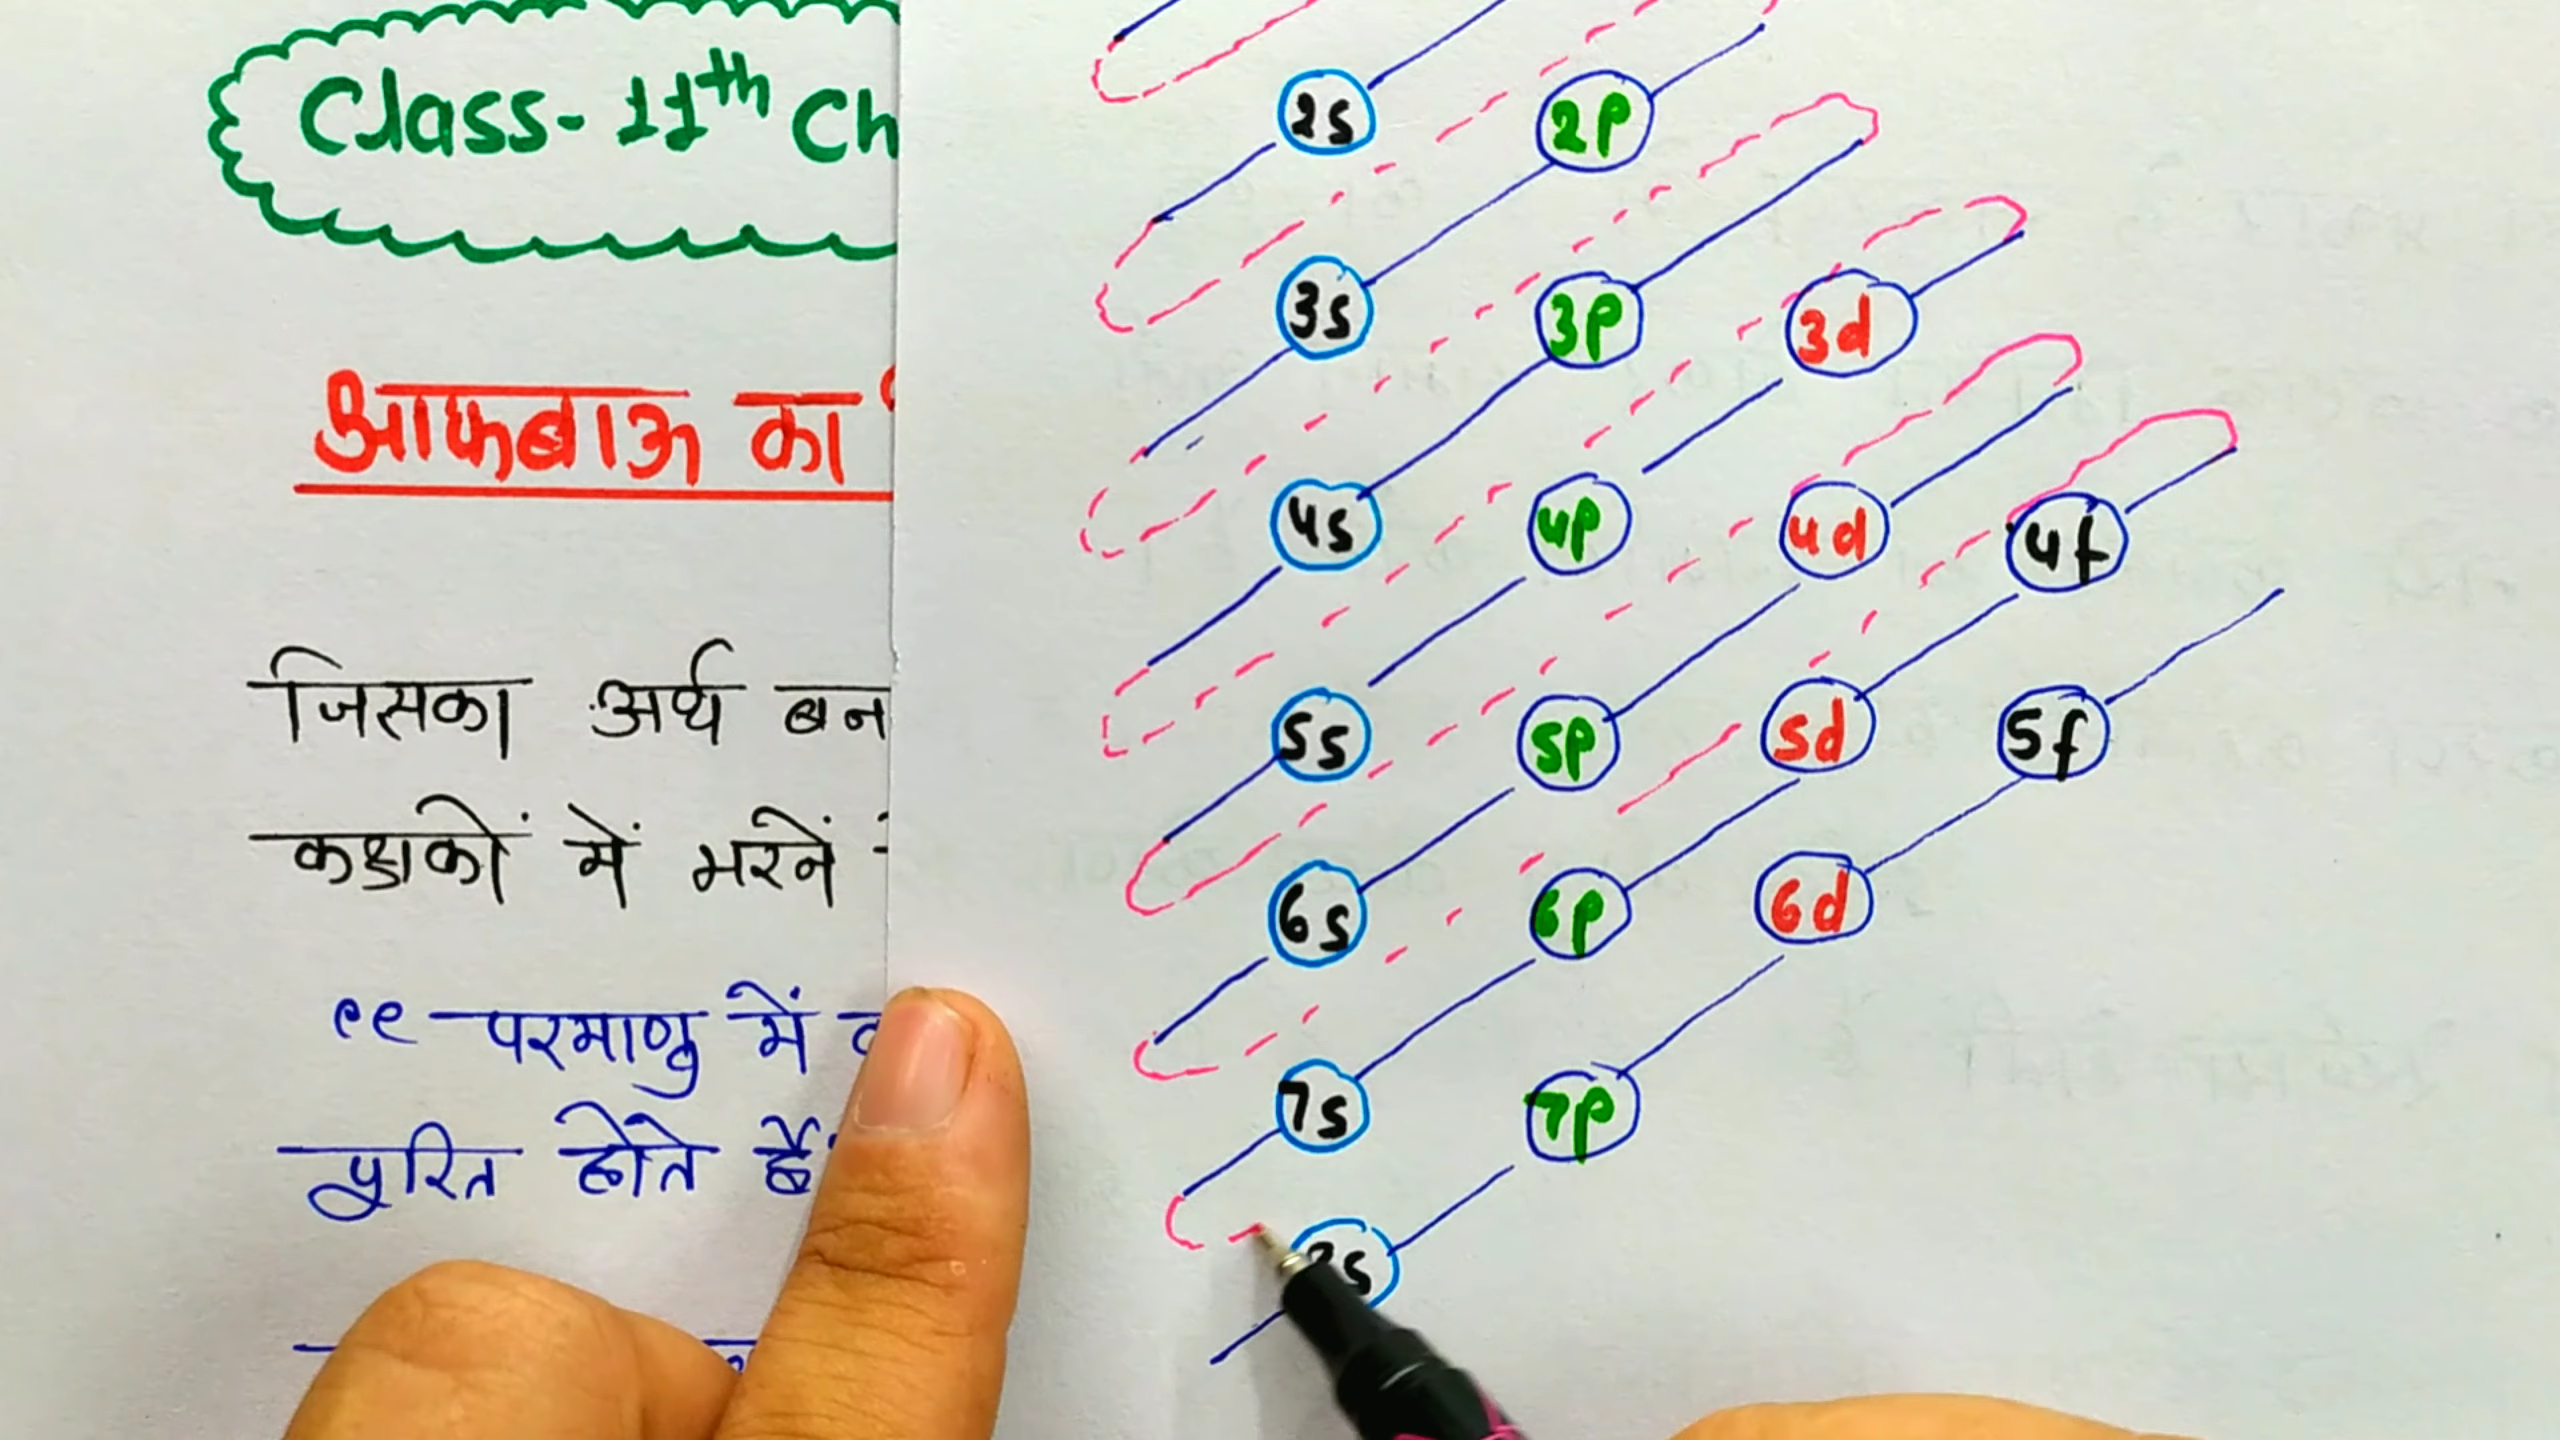 Class- 11th Ch
आफबाऊ का
जिसका अर्थ बन
कक्षकों में भरनें
ee परमाणु में
पूरित होते हैं
2s 2p
3s 3p 3d
4s 4p 4d 4f
5s 5p 5d 5f
6s 6p 6d
7s 7p